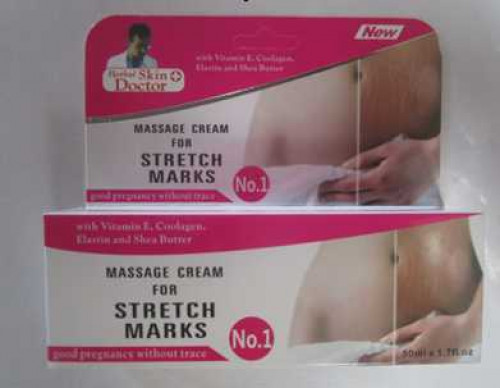 New
Herbal Skin
Doctor
with Vitamin E, Coolagen,
Elastin and Shea Butter
MASSAGE CREAM
FOR
STRETCH
MARKS
No.1
good pregnancy without trace
with Vitamin E, Coolagen,
Elastin and Shea Butter
MASSAGE CREAM
FOR
STRETCH
MARKS
No.1
good pregnancy without trace
50ml e 1.7fl oz